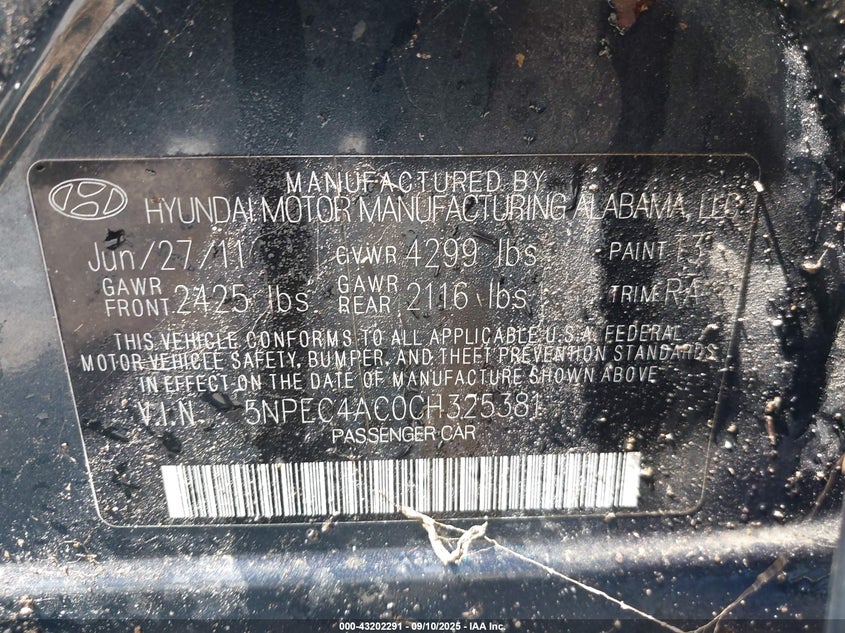 MANUFACTURED BY
HYUNDAI MOTOR MANUFACTURING ALABAMA, LLC
Jun/27/11 GVWR 4299 lbs PAINT
GAWR FRONT 2425 lbs. GAWR REAR 2116 lbs TRIM RA
THIS VEHICLE CONFORMS TO ALL APPLICABLE U.S.A. FEDERAL
MOTOR VEHICLE SAFETY, BUMPER, AND THEFT PREVENTION STANDARDS
IN EFFECT ON THE DATE OF MANUFACTURE SHOWN ABOVE
V.I.N. 5NPEC4AC0CH325381
PASSENGER CAR
000-43202291 - 09/10/2025 - IAA Inc.